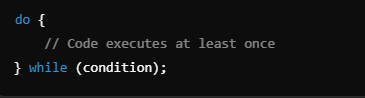 do {
    // Code executes at least once
} while (condition);